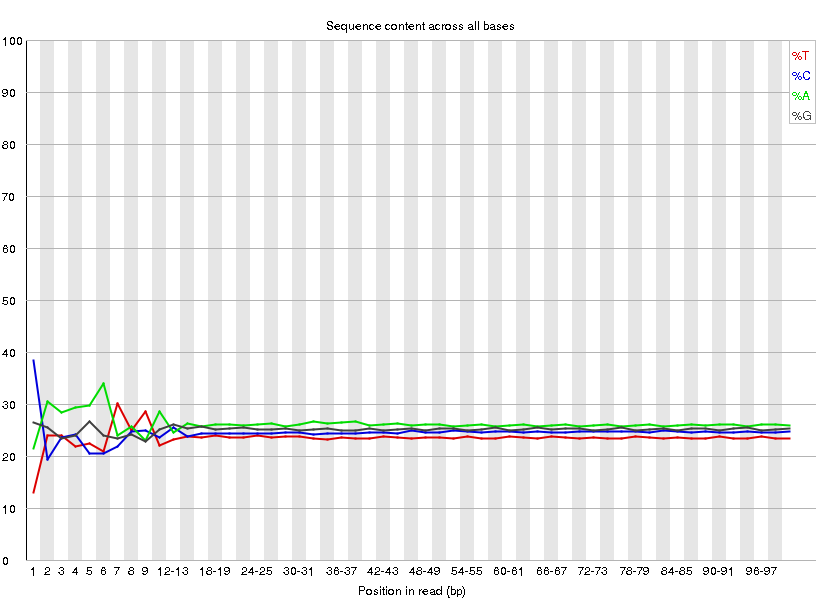 Sequence content across all bases
100
90
80
70
60
50
40
30
20
10
0
%T
%C
%A
%G
1 2 3 4 5 6 7 8 9 12-13 18-19 24-25 30-31 36-37 42-43 48-49 54-55 60-61 66-67 72-73 78-79 84-85 90-91 96-97
Position in read (bp)